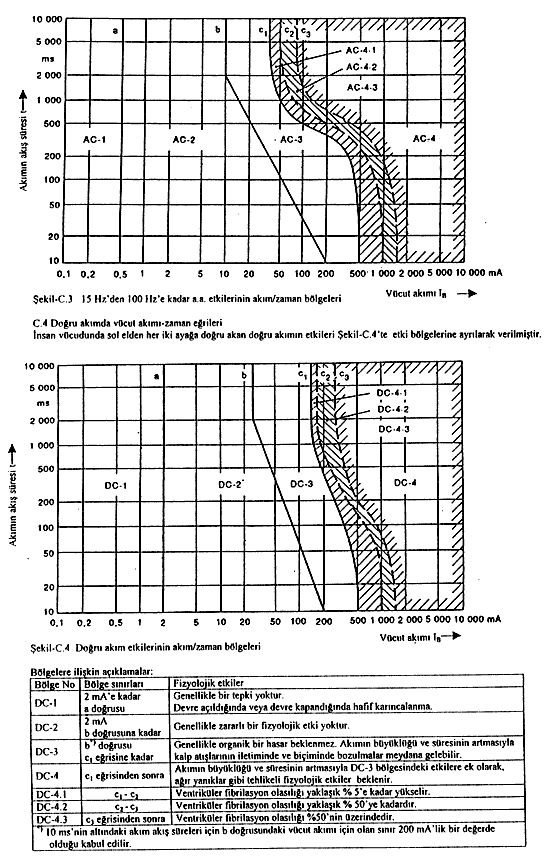 10 000
5 000
ms
2 000
1 000
500
200
100
50
20
10
Akımın akış süresi t
a
b
c1
c2
c3
AC-4-1
AC-4-2
AC-4-3
AC-1
AC-2
AC-3
AC-4
0,1 0,2 0,5 1 2 5 10 20 50 100 200 500 1 000 2 000 5 000 10 000 mA
Vücut akımı IB
Şekil-C.3 15 Hz'den 100 Hz'e kadar a.a. etkilerinin akım/zaman bölgeleri
C.4 Doğru akımda vücut akımı-zaman eğrileri
İnsan vücudunda sol elden her iki ayağa doğru akan doğru akımın etkileri Şekil-C.4'te etki bölgelerine ayrılarak verilmiştir.
10 000
5 000
ms
2 000
1 000
500
200
100
50
20
10
Akımın akış süresi t
a
b
c1
c2
c3
DC-4-1
DC-4-2
DC-4-3
DC-1
DC-2
DC-3
DC-4
0,1 0,2 0,5 1 2 5 10 20 50 100 200 500 1 000 2 000 5 000 10 000 mA
Vücut akımı IB
Şekil-C.4 Doğru akım etkilerinin akım/zaman bölgeleri
Bölgelere ilişkin açıklamalar:
Bölge No Bölge sınırları Fizyolojik etkiler
DC-1 2 mA'e kadar a doğrusu Genellikle bir tepki yoktur.
Devre açıldığında veya devre kapandığında hafif karıncalanma.
DC-2 2 mA b doğrusuna kadar Genellikle zararlı bir fizyolojik etki yoktur.
DC-3 b*) doğrusu c1 eğrisine kadar Genellikle organik bir hasar beklenmez. Akımın büyüklüğü ve süresinin artmasıyla
kalp atışlarının iletiminde ve biçiminde bozulmalar meydana gelebilir.
DC-4 c1 eğrisinden sonra Akımın büyüklüğü ve süresinin artmasıyla DC-3 bölgesindeki etkilere ek olarak,
ağır yanıklar gibi tehlikeli fizyolojik etkiler beklenir.
DC-4.1 c1- c2 Ventriküler fibrilasyon olasılığı yaklaşık % 5'e kadar yükselir.
DC-4.2 c2- c3 Ventriküler fibrilasyon olasılığı yaklaşık % 50'ye kadardır.
DC-4.3 c3 eğrisinden sonra Ventriküler fibrilasyon olasılığı %50'nin üzerindedir.
*) 10 ms'nin altındaki akım akış süreleri için b doğrusundaki vücut akımı için olan sınır 200 mA'lik bir değerde
olduğu kabul edilir.